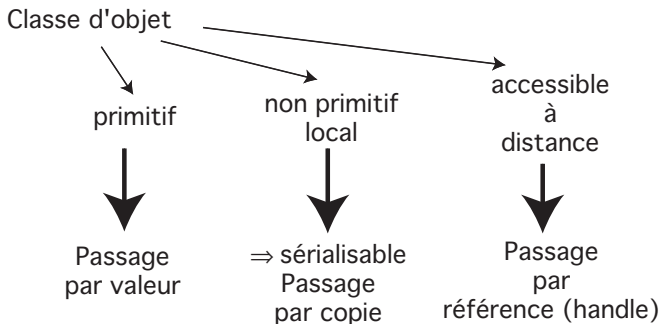 Classe d'objet
primitif
non primitif
local
accessible
à
distance
Passage
par valeur
⇒ sérialisable
Passage
par copie
Passage
par
référence (handle)